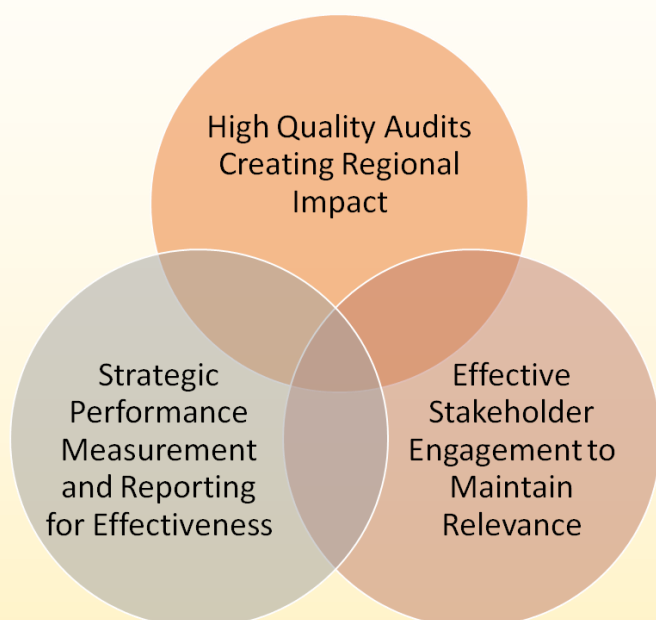 High Quality Audits
Creating Regional
Impact
Strategic
Performance
Measurement
and Reporting
for Effectiveness
Effective
Stakeholder
Engagement to
Maintain
Relevance